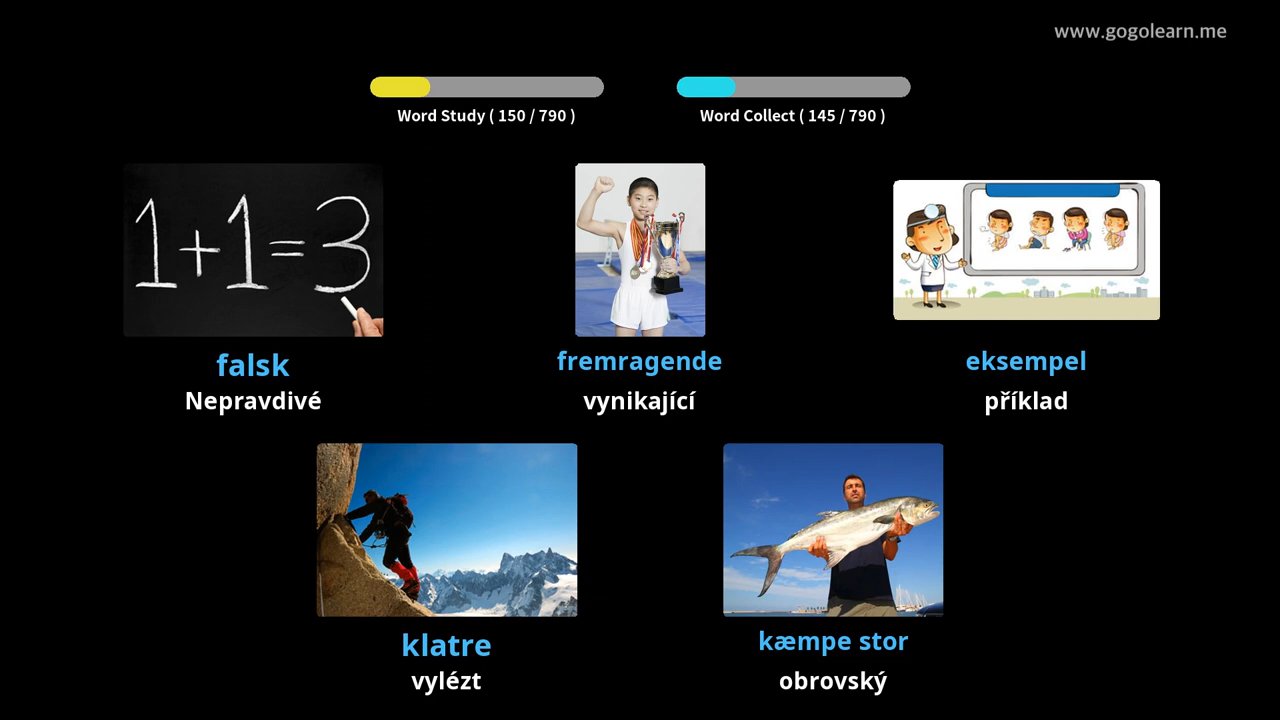 www.gogolearn.me
Word Study ( 150 / 790 )
Word Collect ( 145 / 790 )
1+1=3
falsk
Nepravdivé
fremragende
vynikající
eksempel
příklad
klatre
vylézt
kæmpe stor
obrovský